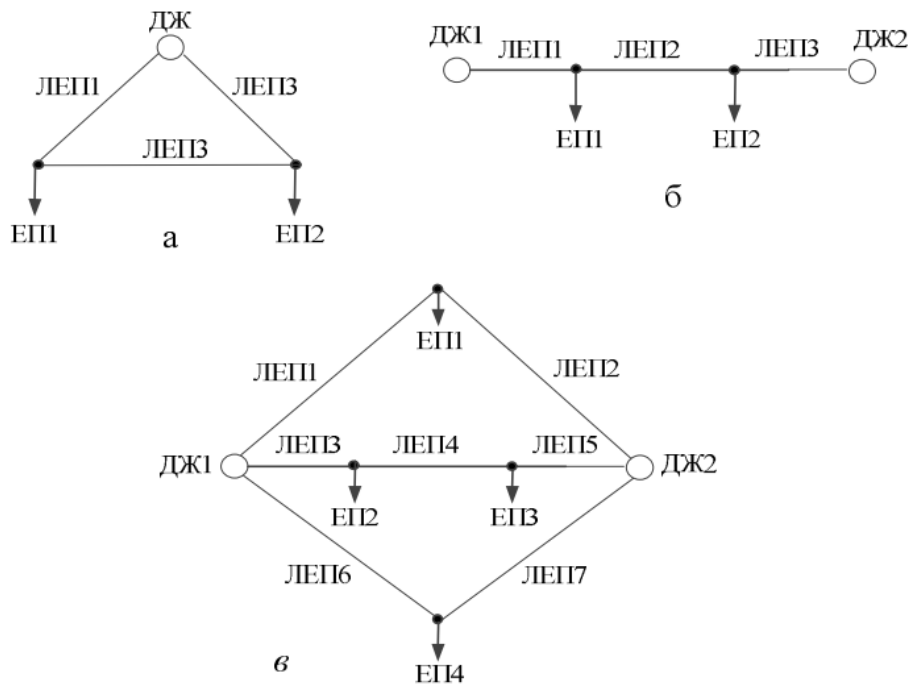 ДЖ
ЛЕП1
ЛЕП3
ЛЕП3
ЕП1
ЕП2
а
ДЖ1
ЛЕП1
ЛЕП2
ЛЕП3
ДЖ2
ЕП1
ЕП2
б
ЕП1
ЛЕП1
ЛЕП2
ДЖ1
ЛЕП3
ЛЕП4
ЛЕП5
ДЖ2
ЕП2
ЕП3
ЛЕП6
ЛЕП7
ЕП4
в